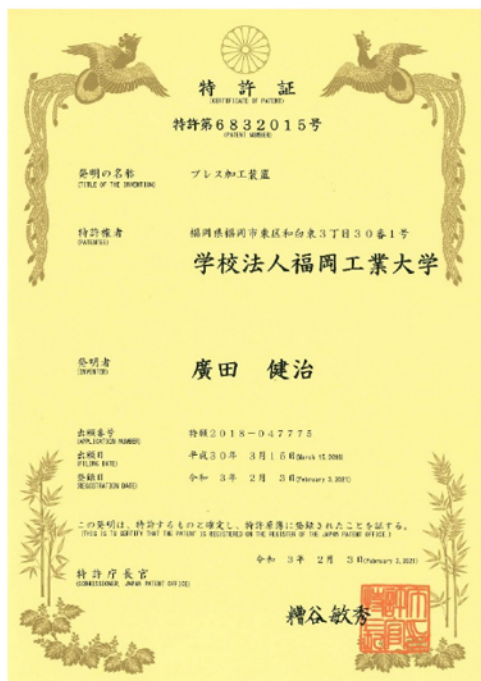 特許証
(CERTIFICATE OF PATENT)
特許第6832015号
(PATENT NUMBER)
発明の名称 プレス加工装置
(TITLE OF THE INVENTION)
特許権者 福岡県福岡市東区和白東3丁目30番1号
(PATENTEE)
学校法人福岡工業大学
発明者 廣田 健治
(INVENTOR)
出願番号 特願2018-047775
(APPLICATION NUMBER)
出願日 平成30年 3月15日(March 15,2018)
(FILING DATE)
登録日 令和 3年 2月 3日(February 3,2021)
(REGISTRATION DATE)
この発明は、特許するものと確定し、特許原簿に登録されたことを証する。
(THIS IS TO CERTIFY THAT THE PATENT IS REGISTERED ON THE REGISTER OF THE JAPAN PATENT OFFICE.)
令和 3年 2月 3日(February 3,2021)
特許庁長官
(COMMISSIONER, JAPAN PATENT OFFICE)
糟谷敏秀